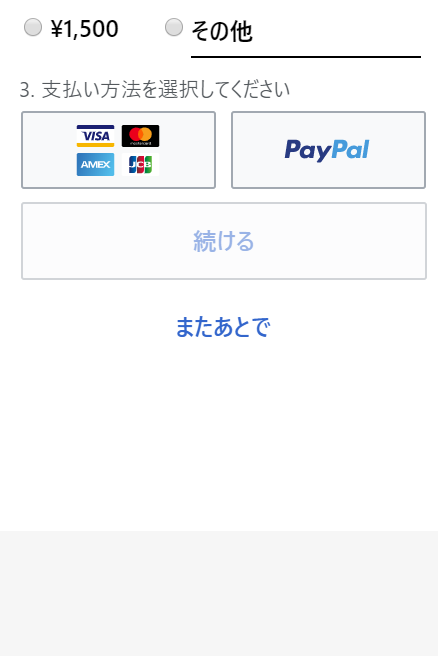 ¥1,500 その他
3. 支払い方法を選択してください
VISA mastercard PayPal
AMEX JCB
続ける
またあとで